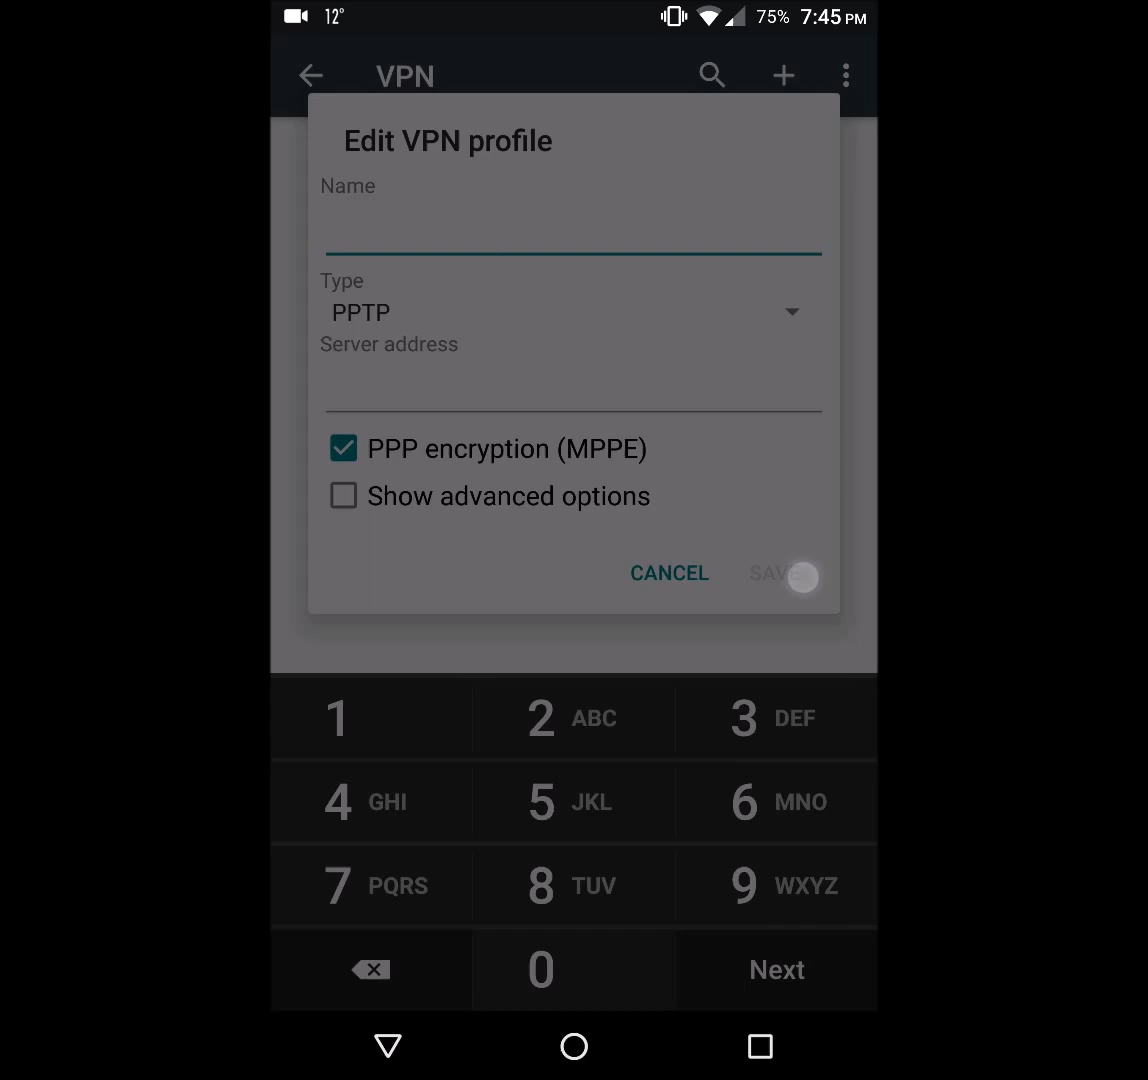 12° 75% 7:45 PM
VPN
Edit VPN profile
Name
Type
PPTP
Server address
PPP encryption (MPPE)
Show advanced options
CANCEL SAVE
1 2 ABC 3 DEF
4 GHI 5 JKL 6 MNO
7 PQRS 8 TUV 9 WXYZ
0 Next